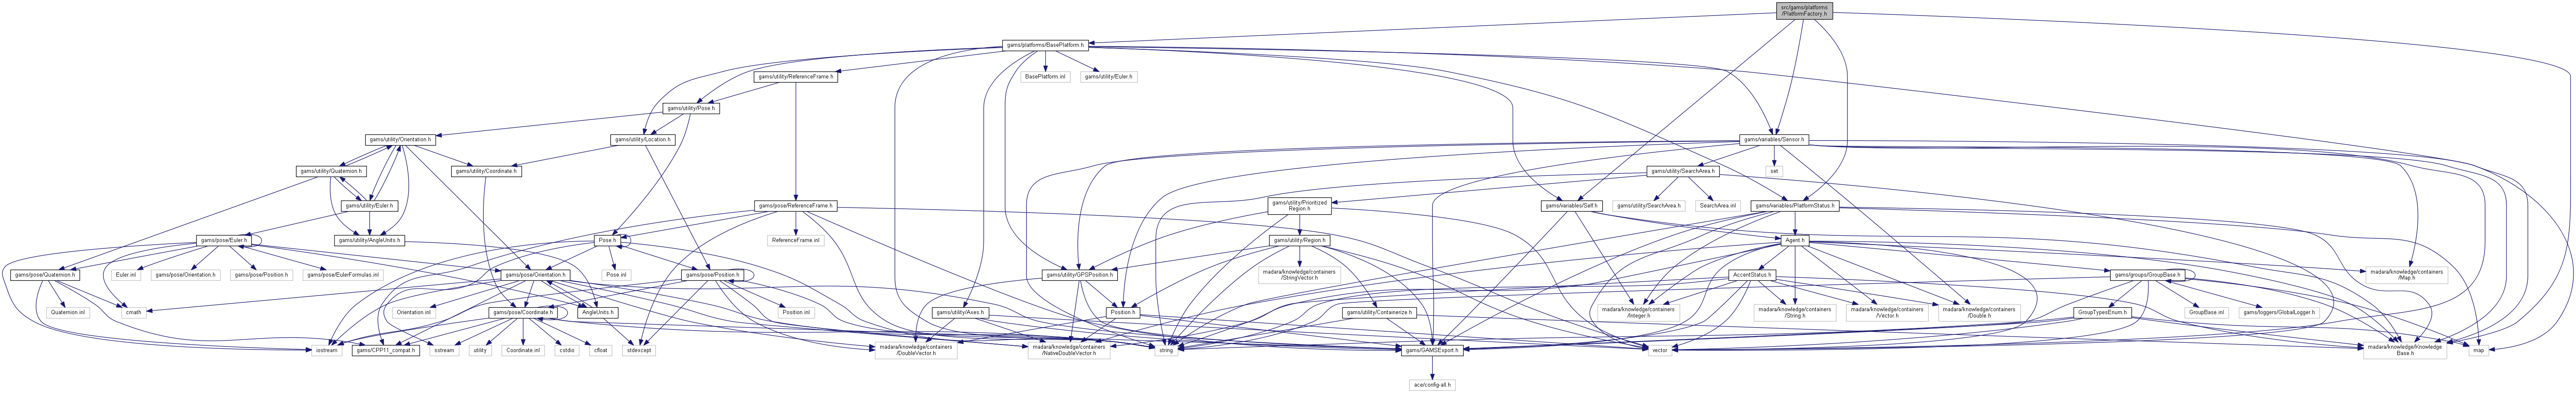 src/gams/platforms
/PlatformFactory.h
gams/platforms/BasePlatform.h
gams/utility/ReferenceFrame.h
BasePlatform.inl
gams/utility/Euler.h
gams/utility/Pose.h
gams/utility/Orientation.h
gams/utility/Location.h
gams/variables/Sensor.h
gams/utility/Quaternion.h
gams/utility/Coordinate.h
gams/utility/SearchArea.h
set
gams/utility/Euler.h
gams/pose/ReferenceFrame.h
gams/utility/Prioritized
Region.h
gams/variables/Self.h
gams/utility/SearchArea.h
SearchArea.inl
gams/variables/PlatformStatus.h
gams/pose/Euler.h
gams/utility/AngleUnits.h
Pose.h
ReferenceFrame.inl
gams/utility/Region.h
Agent.h
gams/pose/Quaternion.h
Euler.inl
gams/pose/Orientation.h
gams/pose/Position.h
gams/pose/EulerFormulas.inl
gams/pose/Orientation.h
Pose.inl
gams/pose/Position.h
gams/utility/GPSPosition.h
madara/knowledge/containers
/StringVector.h
AccentStatus.h
gams/groups/GroupBase.h
madara/knowledge/containers
/Map.h
Quaternion.inl
cmath
Orientation.inl
gams/pose/Coordinate.h
AngleUnits.h
Position.inl
gams/utility/Axes.h
Position.h
gams/utility/Containerize.h
madara/knowledge/containers
/Integer.h
madara/knowledge/containers
/String.h
madara/knowledge/containers
/Vector.h
madara/knowledge/containers
/Double.h
GroupTypesEnum.h
GroupBase.inl
gams/loggers/GlobalLogger.h
iostream
gams/CPP11_compat.h
sstream
utility
Coordinate.inl
cstdio
cfloat
stdexcept
madara/knowledge/containers
/DoubleVector.h
madara/knowledge/containers
/NativeDoubleVector.h
string
gams/GAMSExport.h
vector
madara/knowledge/Knowledge
Base.h
map
ace/config-all.h